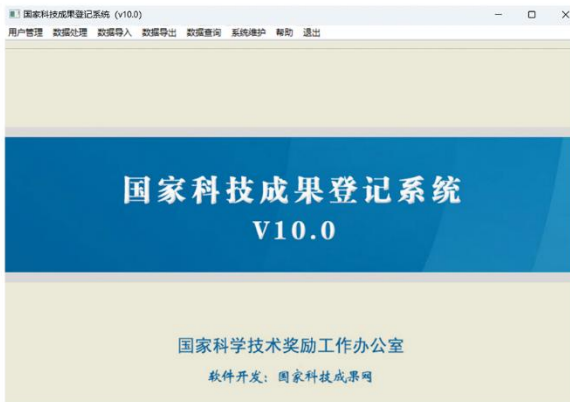 国家科技成果登记系统 (v10.0)
用户管理 数据处理 数据导入 数据导出 数据查询 系统维护 帮助 退出
国家科技成果登记系统
V10.0
国家科学技术奖励工作办公室
软件开发：国家科技成果网